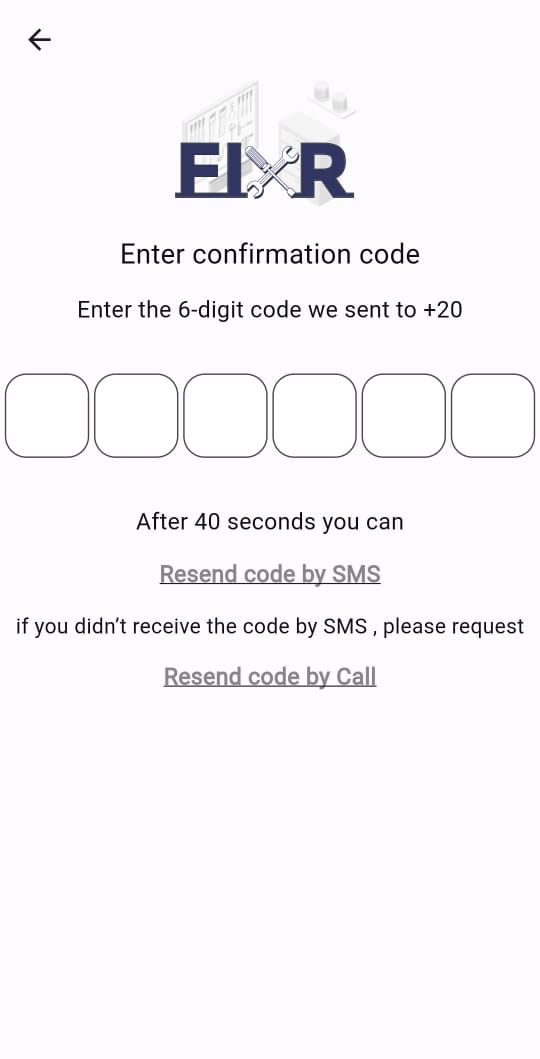 FIXR
Enter confirmation code
Enter the 6-digit code we sent to +20
After 40 seconds you can
Resend code by SMS
if you didn’t receive the code by SMS , please request
Resend code by Call